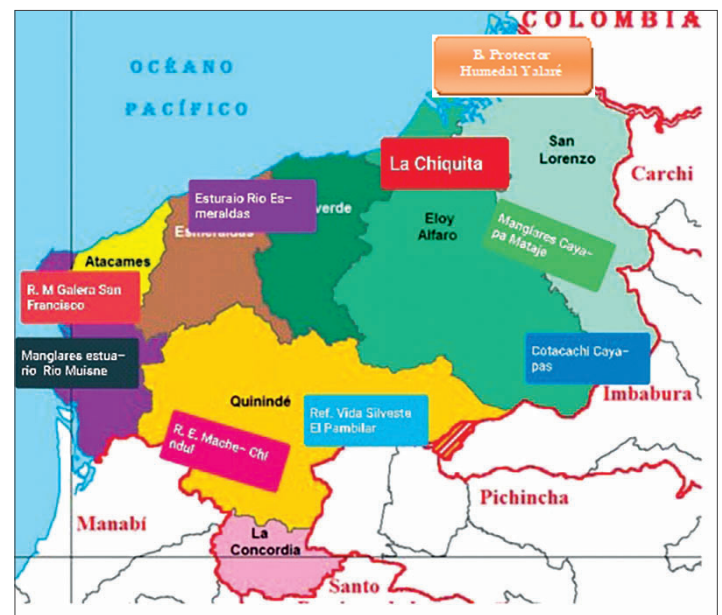 COLOMBIA
OCÉANO
PACÍFICO
B. Protector
Humedal Yalaré
San
Lorenzo
Carchi
La Chiquita
Esturaio Rio Es-
meraldas
Esmeraldas
verde
Eloy
Alfaro
Manglares Caya-
pa Mataje
Atacames
R. M Galera San
Francisco
Manglares estua-
rio Rio Muisne
Cotacachi Caya-
pas
Imbabura
Quinindé
Ref. Vida Silveste
El Pambilar
R. E. Mache- Chi
ndul
Pichincha
Manabí
La
Concordia
Santo